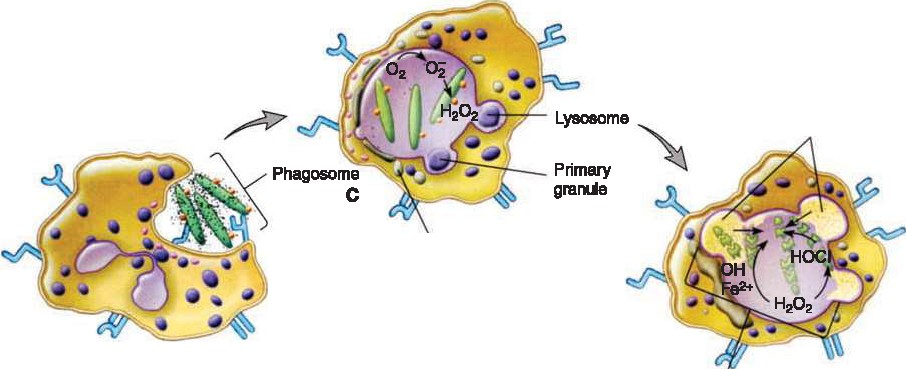 O₂
O₂⁻
H₂O₂
Lysosome
Phagosome
Primary
granule
C
HOCl
OH
Fe²⁺
H₂O₂